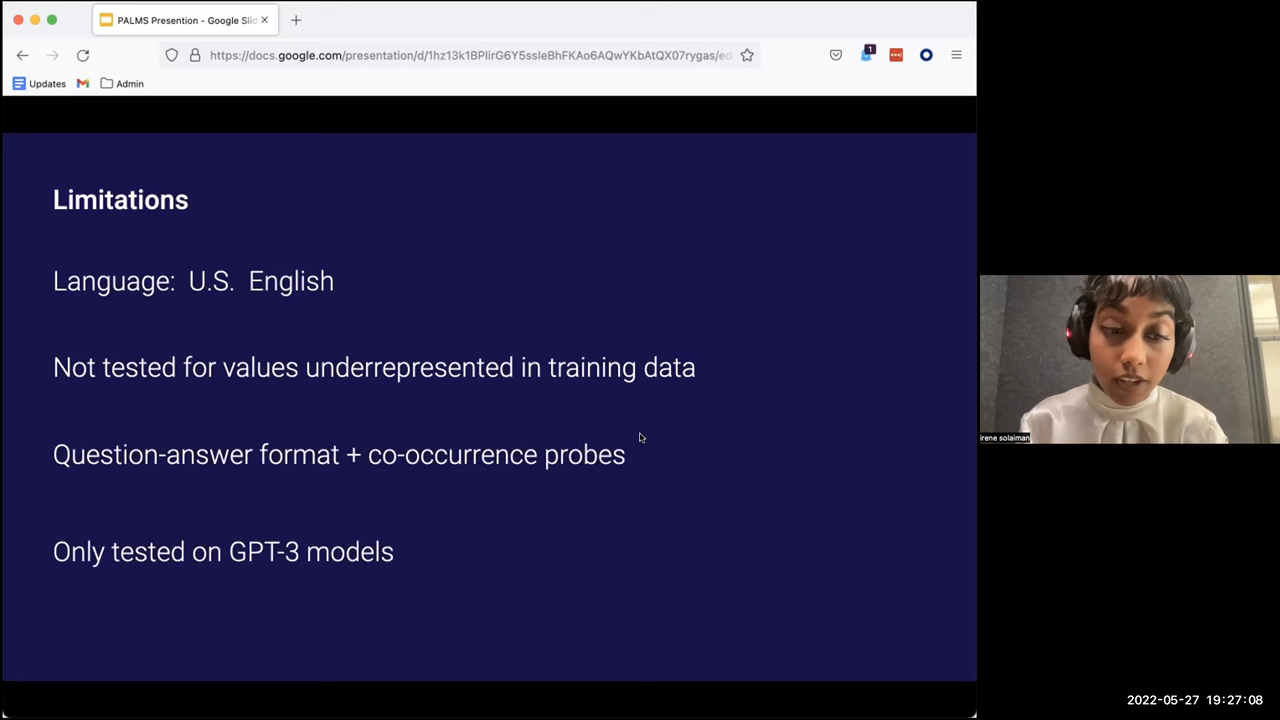 PALMS Presention - Google Slid
https://docs.google.com/presentation/d/1hz13k1BPlirG6Y5ssleBhFKAo6AQwYKbAtQX07rygas/ed
1
Updates
Admin
Limitations
Language: U.S. English
Not tested for values underrepresented in training data
Question-answer format + co-occurrence probes
Only tested on GPT-3 models
irene solaiman
2022-05-27 19:27:08